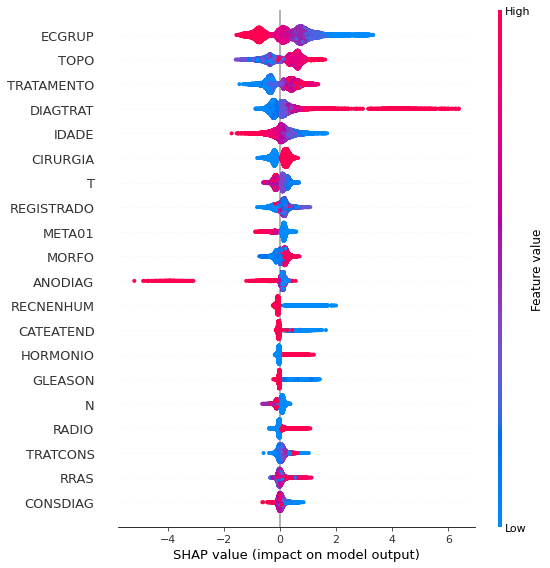 High
ECGRUP
TOPO
TRATAMENTO
DIAGTRAT
IDADE
CIRURGIA
T
REGISTRADO
META01
MORFO
ANODIAG
RECNENHUM
CATEATEND
HORMONIO
GLEASON
N
RADIO
TRATCONS
RRAS
CONSDIAG
Feature value
Low
−4 −2 0 2 4 6
SHAP value (impact on model output)